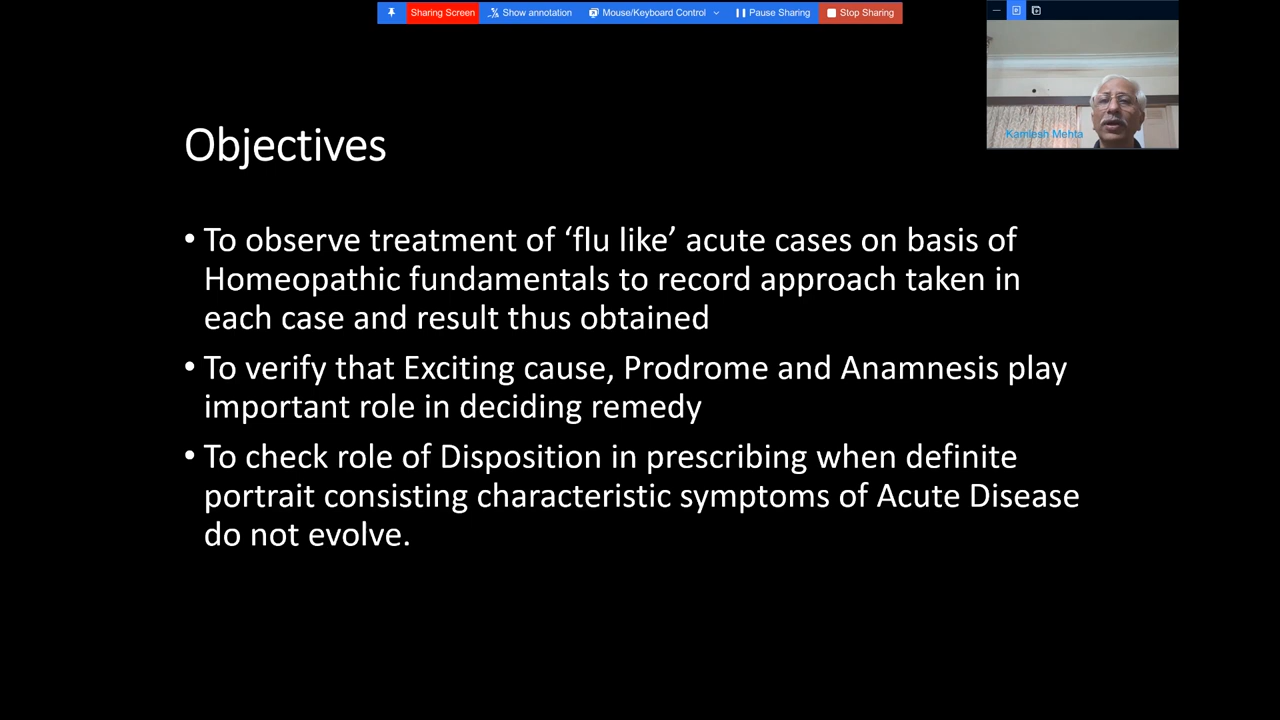 Sharing Screen Show annotation Mouse/Keyboard Control Pause Sharing Stop Sharing
Kamlesh Mehta
Objectives
• To observe treatment of ‘flu like’ acute cases on basis of
Homeopathic fundamentals to record approach taken in
each case and result thus obtained
• To verify that Exciting cause, Prodrome and Anamnesis play
important role in deciding remedy
• To check role of Disposition in prescribing when definite
portrait consisting characteristic symptoms of Acute Disease
do not evolve.